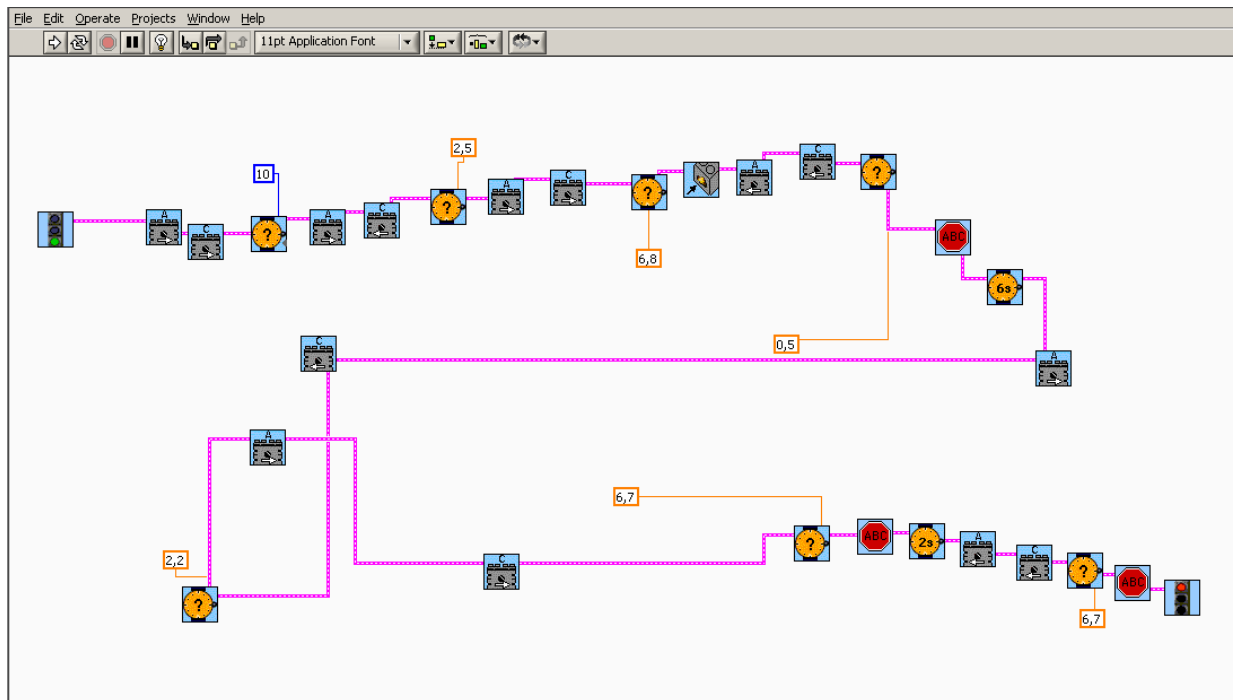 File Edit Operate Projects Window Help
11pt Application Font
2,5
10
A
C
?
A
C
?
A
C
?
A
C
?
6,8
ABC
6s
0,5
C
A
A
6,7
2,2
?
C
?
ABC
2s
A
C
?
ABC
6,7